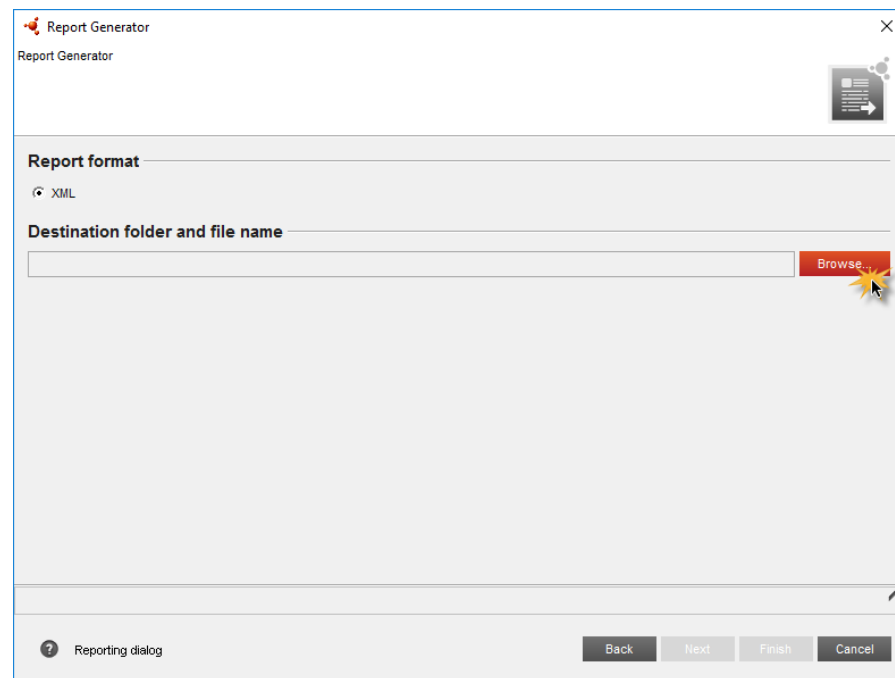 Report Generator
Report Generator
Report format
XML
Destination folder and file name
Browse...
Reporting dialog
Back
Next
Finish
Cancel